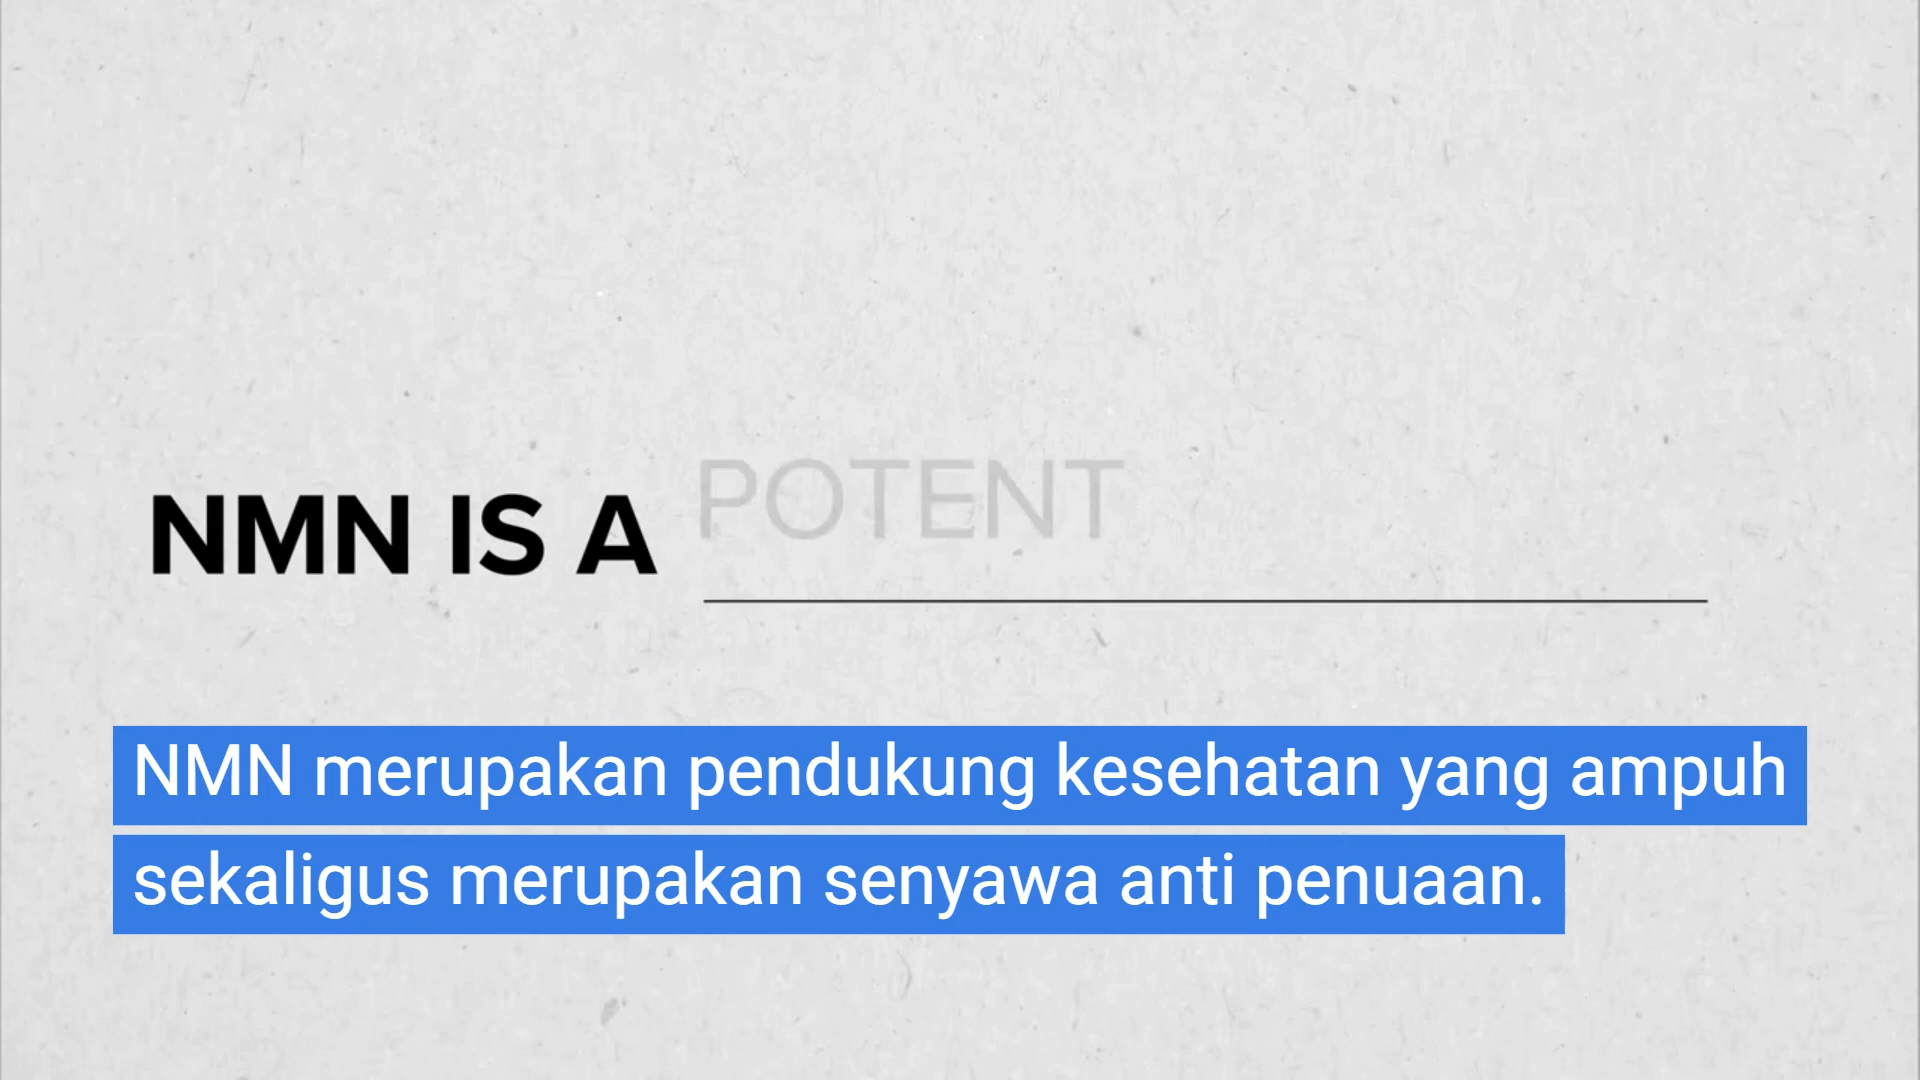 NMN IS A POTENT
NMN merupakan pendukung kesehatan yang ampuh
sekaligus merupakan senyawa anti penuaan.